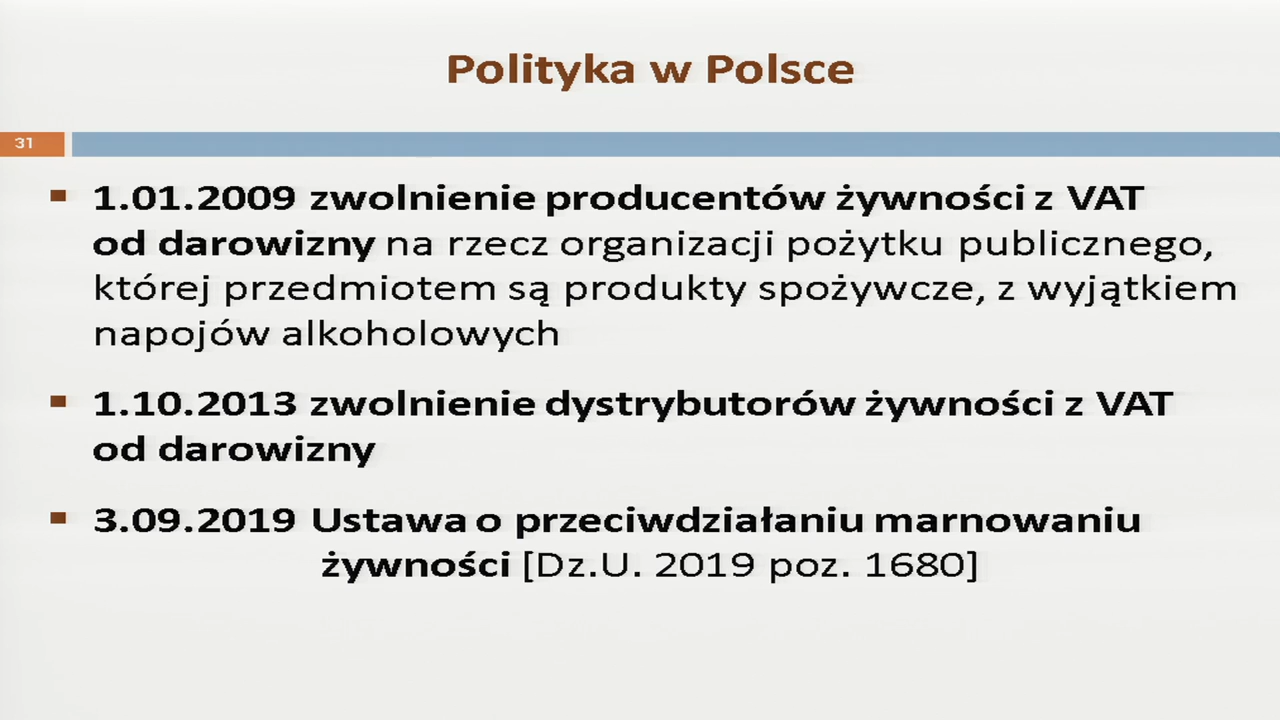 Polityka w Polsce
31
▪ 1.01.2009 zwolnienie producentów żywności z VAT
od darowizny na rzecz organizacji pożytku publicznego,
której przedmiotem są produkty spożywcze, z wyjątkiem
napojów alkoholowych
▪ 1.10.2013 zwolnienie dystrybutorów żywności z VAT
od darowizny
▪ 3.09.2019 Ustawa o przeciwdziałaniu marnowaniu
żywności [Dz.U. 2019 poz. 1680]